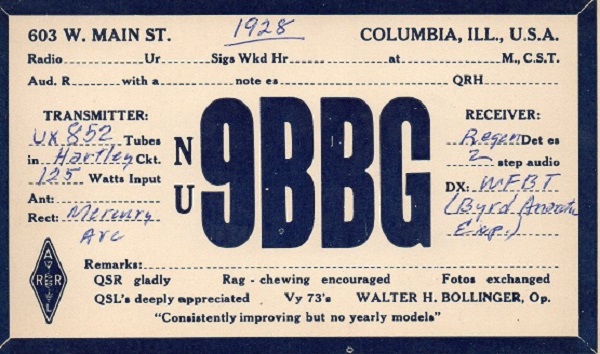 603 W. MAIN ST. 1928 COLUMBIA, ILL., U.S.A.
Radio Ur Sigs Wkd Hr at M., C.S.T.
Aud. R with a note es QRH
TRANSMITTER:
UX 852 Tubes
in Hartley Ckt.
125 Watts Input
Ant:
Rect: Mercury
Arc
NU
9BBG
RECEIVER:
Regen Det es
2 step audio
DX: WFBT
(Byrd
Exp.)
A
R R
L
Remarks:
QSR gladly Rag-chewing encouraged Fotos exchanged
QSL's deeply appreciated Vy 73's WALTER H. BOLLINGER, Op.
"Consistently improving but no yearly models"